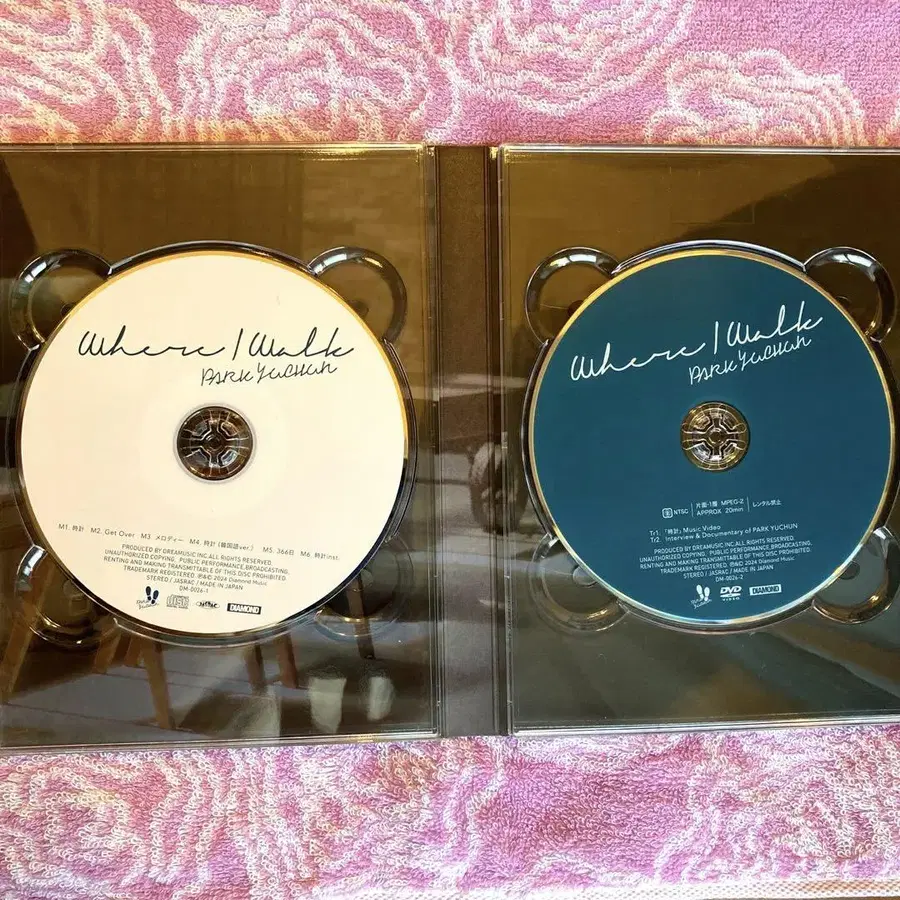 Where I Walk
PARK YUCHUN
M1. 時計 M2. Get Over M3. メロディー M4. 時計（韓国語ver.） M5. 366日 M6. 時計inst.
PRODUCED BY DREAMUSIC INC.ALL RIGHTS RESERVED.
UNAUTHORIZED COPYING, PUBLIC PERFORMANCE,BROADCASTING,
RENTING AND MAKING TRANSMITTABLE OF THIS DISC PROHIBITED
TRADEMARK REGISTERED ℗&© 2024 Diamond Music
STEREO / JASRAC / MADE IN JAPAN
DM-0026-1
DIAMOND
Where I Walk
PARK YUCHUN
NTSC 片面・1層 MPEG-2 レンタル禁止
APPROX 20min
Tr1. 「時計」Music Video
Tr2. Interview & Documentary of PARK YUCHUN
PRODUCED BY DREAMUSIC INC.ALL RIGHTS RESERVED.
UNAUTHORIZED COPYING, PUBLIC PERFORMANCE,BROADCASTING,
RENTING AND MAKING TRANSMITTABLE OF THIS DISC PROHIBITED
TRADEMARK REGISTERED ℗&© 2024 Diamond Music
STEREO / JASRAC / MADE IN JAPAN
DM-0026-2
DVD
VIDEO
DIAMOND